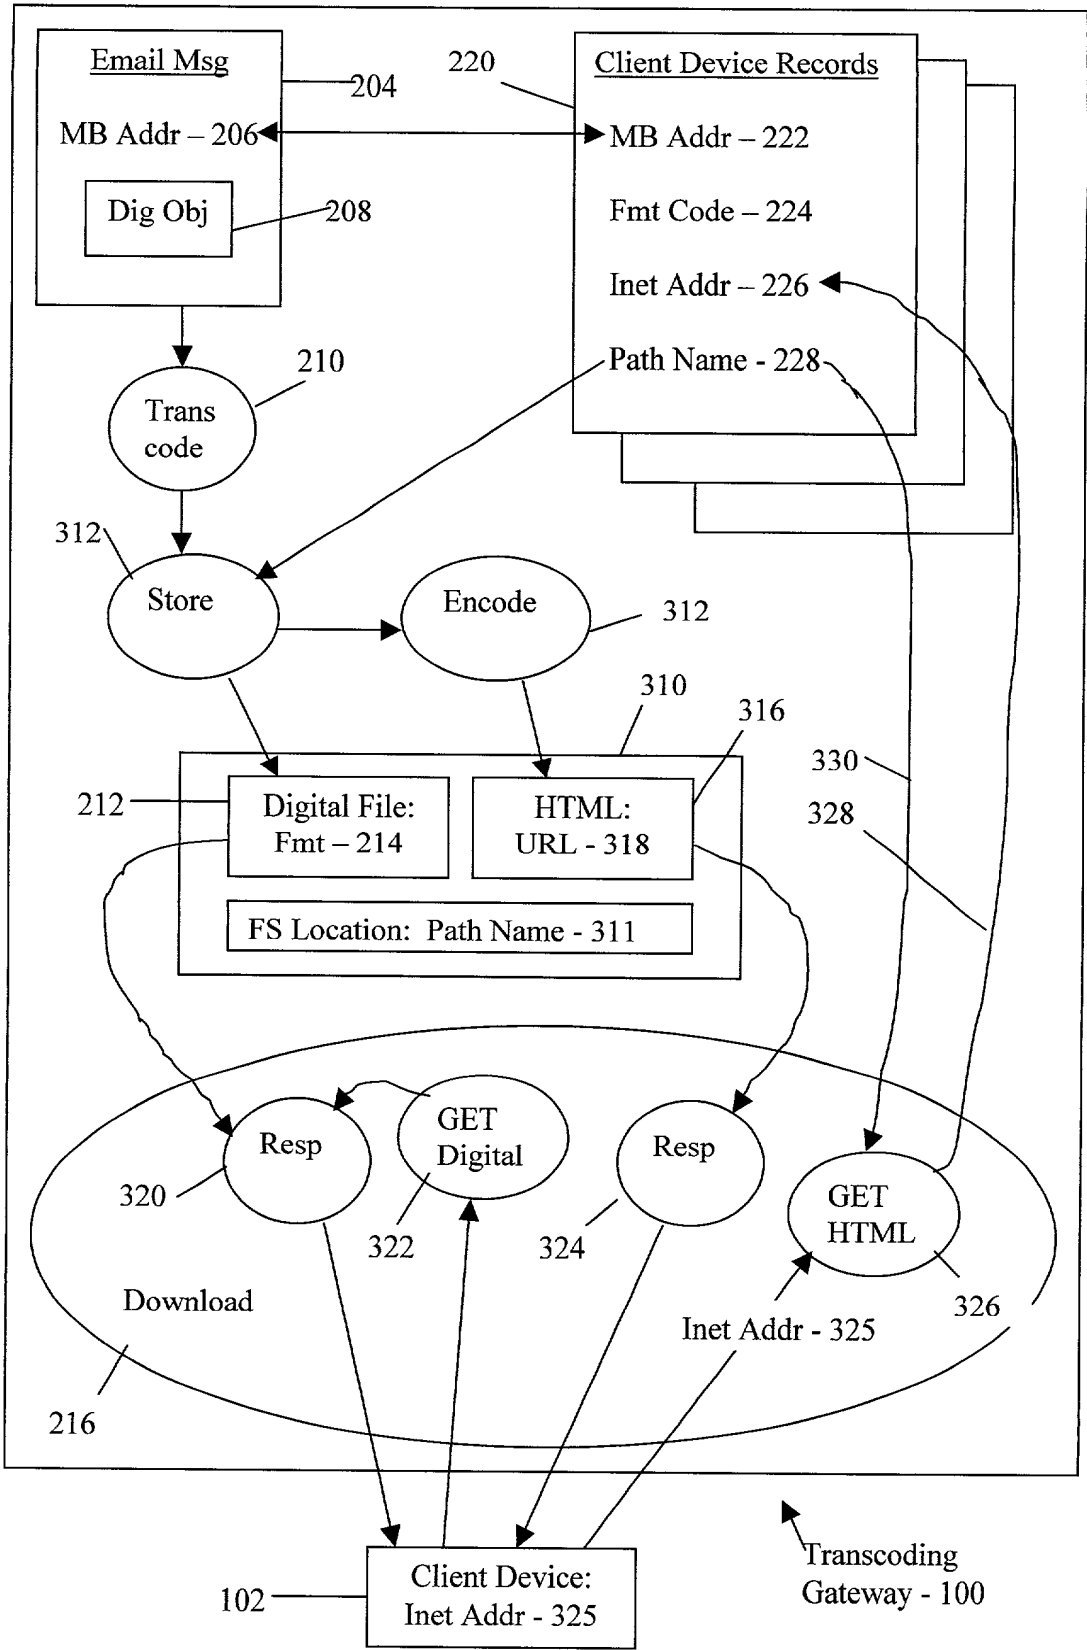 Email Msg
204
MB Addr – 206
Dig Obj
208
220
Client Device Records
MB Addr – 222
Fmt Code – 224
Inet Addr – 226
Path Name - 228
210
Trans
code
312
Store
Encode
312
310
316
212
Digital File:
Fmt – 214
HTML:
URL - 318
FS Location: Path Name - 311
330
328
Resp
320
GET
Digital
322
Resp
324
GET
HTML
326
Inet Addr - 325
Download
216
102
Client Device:
Inet Addr - 325
Transcoding
Gateway - 100